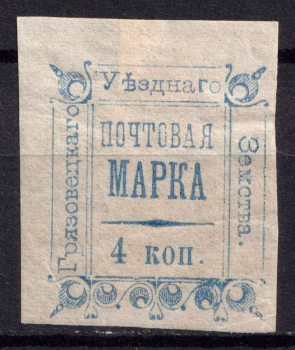 Грязовецкаго
Уѣзднаго
Земства.
ПОЧТОВАЯ
МАРКА
4 коп.